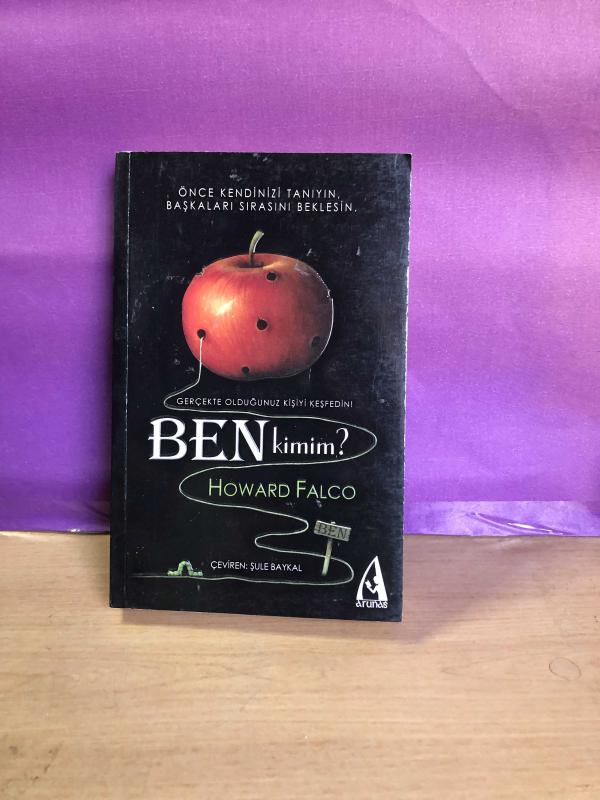 ÖNCE KENDİNİZİ TANIYIN,
BAŞKALARI SIRASINI BEKLESİN.
GERÇEKTE OLDUĞUNUZ KİŞİYİ KEŞFEDİN!
BEN kimim?
HOWARD FALCO
BEN
ÇEVİREN: ŞULE BAYKAL
arunas